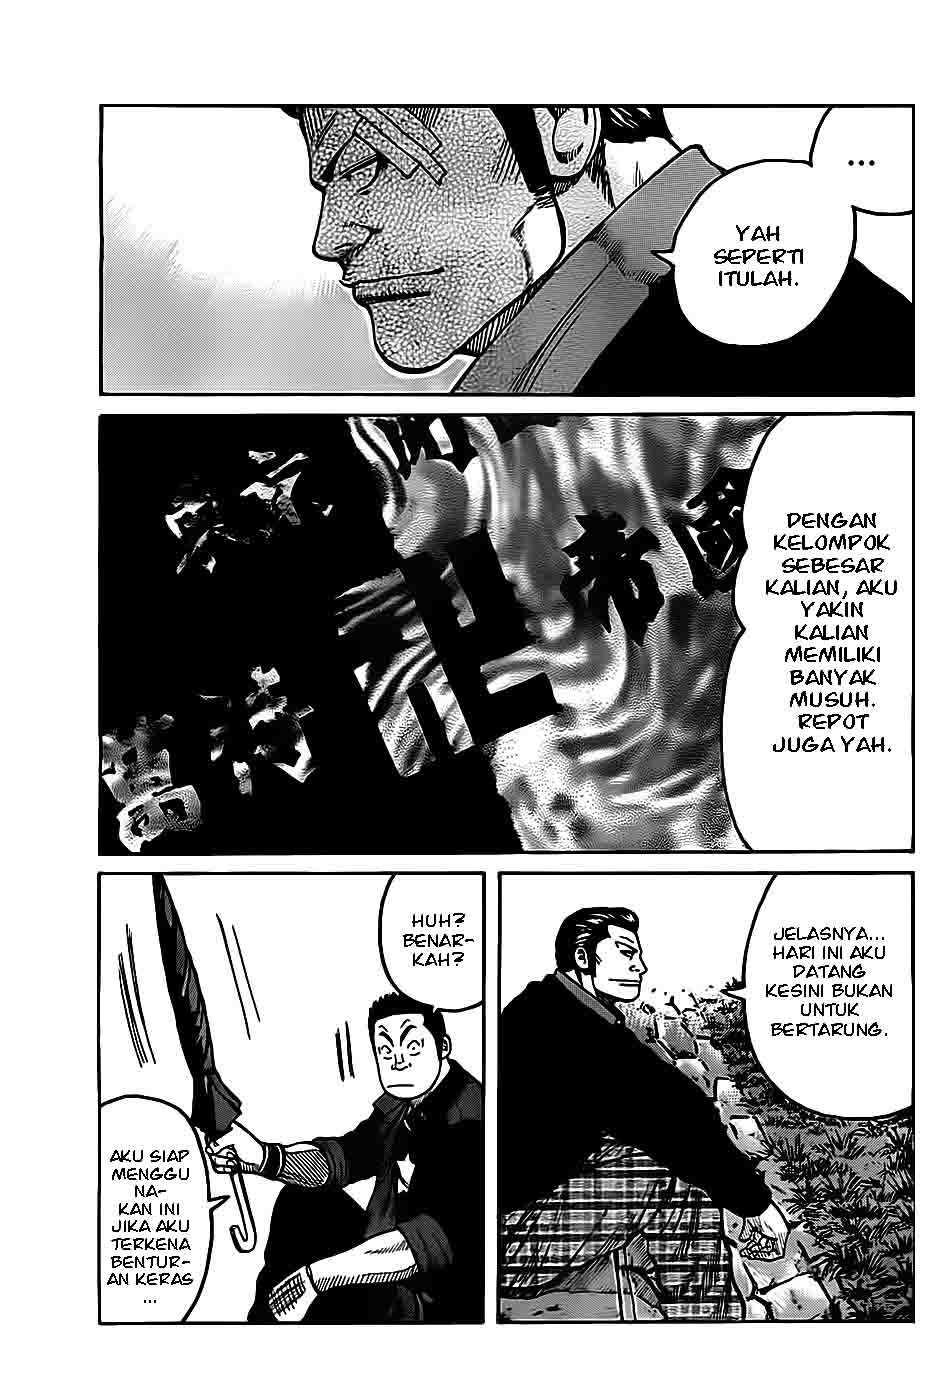 ...
YAH
SEPERTI
ITULAH.
DENGAN
KELOMPOK
SEBESAR
KALIAN, AKU
YAKIN
KALIAN
MEMILIKI
BANYAK
MUSUH.
REPOT
JUGA YAH.
卍
JELASNYA...
HARI INI AKU
DATANG
KESINI BUKAN
UNTUK
BERTARUNG.
HUH?
BENAR-
KAH?
AKU SIAP
MENGGU
NA-
KAN INI
JIKA AKU
TERKENA
BENTUR-
AN KERAS
...